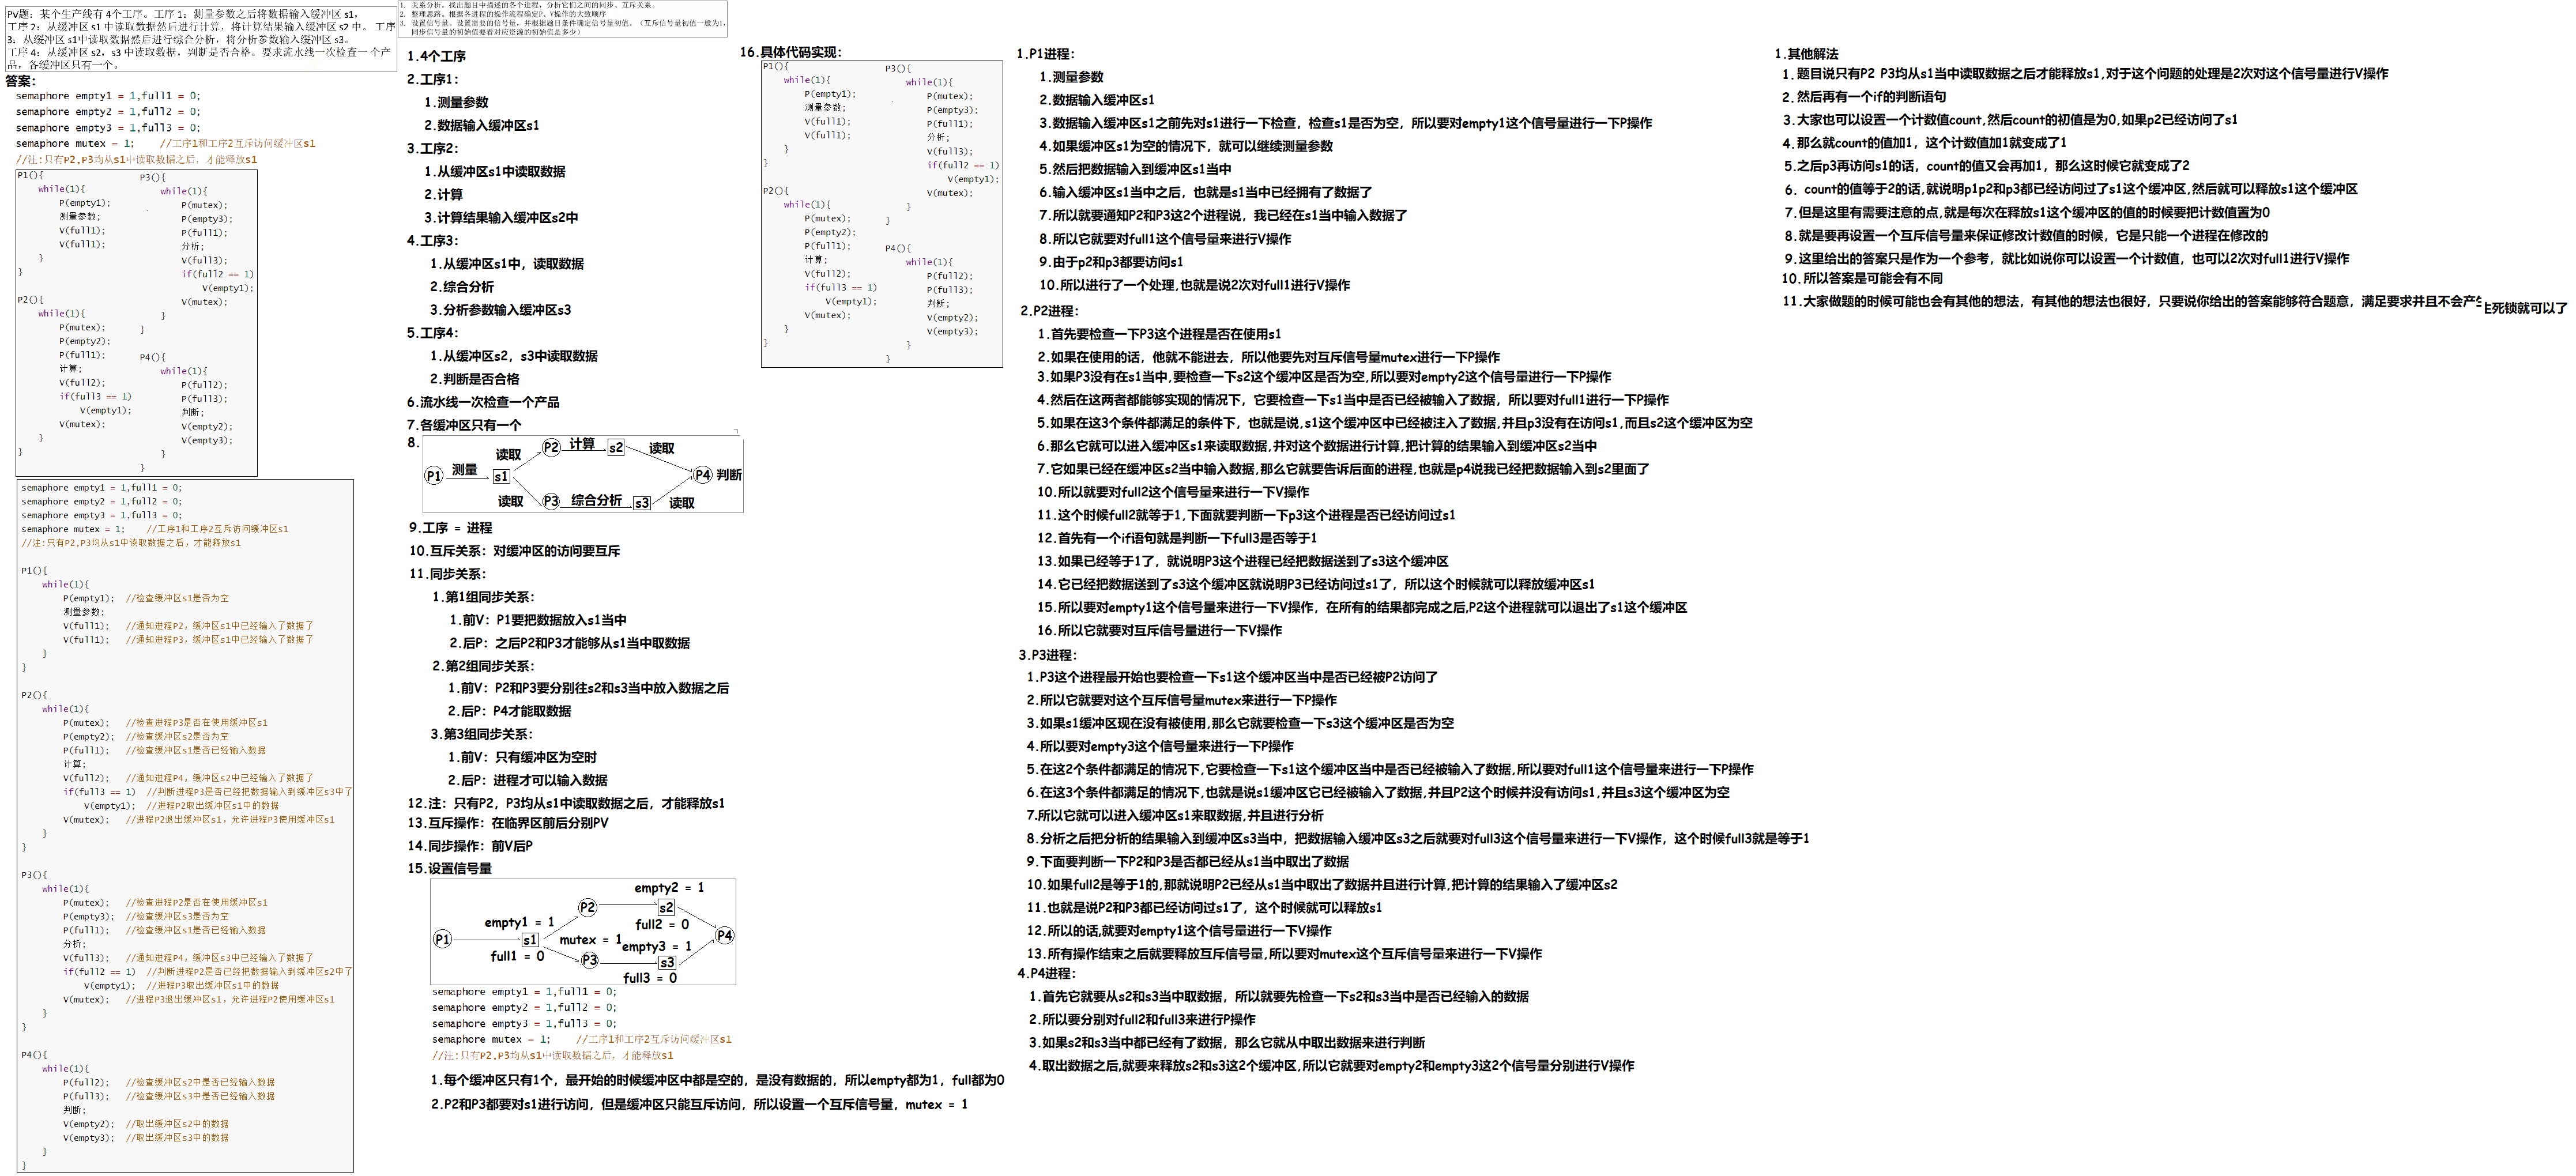 PV题: 某个生产线有 4个工序。工序 1: 测量参数之后将数据输入缓冲区 s1,
工序 2: 从缓冲区 s1 中读取数据然后进行计算, 将计算结果输入缓冲区 s2 中。 工序
3: 从缓冲区 s1中读取数据然后进行综合分析, 将分析参数输入缓冲区 s3。
工序 4: 从缓冲区 s2, s3 中读取数据, 判断是否合格。要求流水线一次检查一个产
品, 各缓冲区只有一个。
答案:
semaphore empty1 = 1,full1 = 0;
semaphore empty2 = 1,full2 = 0;
semaphore empty3 = 1,full3 = 0;
semaphore mutex = 1; //工序1和工序2互斥访问缓冲区s1
//注:只有P2,P3均从s1中读取数据之后, 才能释放s1
P1(){
while(1){
P(empty1);
测量参数;
V(full1);
V(full1);
}
}
P2(){
while(1){
P(mutex);
P(empty2);
P(full1);
计算;
V(full2);
if(full3 == 1)
V(empty1);
V(mutex);
}
}
P3(){
while(1){
P(mutex);
P(empty3);
P(full1);
分析;
V(full3);
if(full2 == 1)
V(empty1);
V(mutex);
}
}
P4(){
while(1){
P(full2);
P(full3);
判断;
V(empty2);
V(empty3);
}
}
semaphore empty1 = 1,full1 = 0;
semaphore empty2 = 1,full2 = 0;
semaphore empty3 = 1,full3 = 0;
semaphore mutex = 1; //工序1和工序2互斥访问缓冲区s1
//注:只有P2,P3均从s1中读取数据之后, 才能释放s1
P1(){
while(1){
P(empty1); //检查缓冲区s1是否为空
测量参数;
V(full1); //通知进程P2, 缓冲区s1中已经输入了数据了
V(full1); //通知进程P3, 缓冲区s1中已经输入了数据了
}
}
P2(){
while(1){
P(mutex); //检查进程P3是否在使用缓冲区s1
P(empty2); //检查缓冲区s2是否为空
P(full1); //检查缓冲区s1是否已经输入数据
计算;
V(full2); //通知进程P4, 缓冲区s2中已经输入了数据了
if(full3 == 1) //判断进程P3是否已经把数据输入到缓冲区s3中了
V(empty1); //进程P2取出缓冲区s1中的数据
V(mutex); //进程P2退出缓冲区s1, 允许进程P3使用缓冲区s1
}
}
P3(){
while(1){
P(mutex); //检查进程P2是否在使用缓冲区s1
P(empty3); //检查缓冲区s3是否为空
P(full1); //检查缓冲区s1是否已经输入数据
分析;
V(full3); //通知进程P4, 缓冲区s3中已经输入了数据了
if(full2 == 1) //判断进程P2是否已经把数据输入到缓冲区s2中了
V(empty1); //进程P3取出缓冲区s1中的数据
V(mutex); //进程P3退出缓冲区s1, 允许进程P2使用缓冲区s1
}
}
P4(){
while(1){
P(full2); //检查缓冲区s2中是否已经输入数据
P(full3); //检查缓冲区s3中是否已经输入数据
判断;
V(empty2); //取出缓冲区s2中的数据
V(empty3); //取出缓冲区s3中的数据
}
}
1. 关系分析。找出题目中描述的各个进程, 分析它们之间的同步、互斥关系。
2. 整理思路。根据各进程的操作流程确定P、V操作的大致顺序
3. 设置信号量。设置需要的信号量, 并根据题目条件确定信号量初值。(互斥信号量初值一般为1,
同步信号量的初始值要看对应资源的初始值是多少)
1.4个工序
2.工序1:
1.测量参数
2.数据输入缓冲区s1
3.工序2:
1.从缓冲区s1中读取数据
2.计算
3.计算结果输入缓冲区s2中
4.工序3:
1.从缓冲区s1中, 读取数据
2.综合分析
3.分析参数输入缓冲区s3
5.工序4:
1.从缓冲区s2, s3中读取数据
2.判断是否合格
6.流水线一次检查一个产品
7.各缓冲区只有一个
8.
P1 测量 s1 读取 P2 计算 s2 读取 P4 判断
读取 P3 综合分析 s3 读取
9.工序 = 进程
10.互斥关系: 对缓冲区的访问要互斥
11.同步关系:
1.第1组同步关系:
1.前V: P1要把数据放入s1当中
2.后P: 之后P2和P3才能够从s1当中取数据
2.第2组同步关系:
1.前V: P2和P3要分别往s2和s3当中放入数据之后
2.后P: P4才能取数据
3.第3组同步关系:
1.前V: 只有缓冲区为空时
2.后P: 进程才可以输入数据
12.注: 只有P2, P3均从s1中读取数据之后, 才能释放s1
13.互斥操作: 在临界区前后分别PV
14.同步操作: 前V后P
15.设置信号量
empty2 = 1
P2 s2
empty1 = 1 full2 = 0
P1 s1 mutex = 1 empty3 = 1 P4
full1 = 0 P3 s3
full3 = 0
semaphore empty1 = 1,full1 = 0;
semaphore empty2 = 1,full2 = 0;
semaphore empty3 = 1,full3 = 0;
semaphore mutex = 1; //工序1和工序2互斥访问缓冲区s1
//注:只有P2,P3均从s1中读取数据之后, 才能释放s1
1.每个缓冲区只有1个, 最开始的时候缓冲区中都是空的, 是没有数据的, 所以empty都为1, full都为0
2.P2和P3都要对s1进行访问, 但是缓冲区只能互斥访问, 所以设置一个互斥信号量, mutex = 1
16.具体代码实现:
P1(){
while(1){
P(empty1);
测量参数;
V(full1);
V(full1);
}
}
P2(){
while(1){
P(mutex);
P(empty2);
P(full1);
计算;
V(full2);
if(full3 == 1)
V(empty1);
V(mutex);
}
}
P3(){
while(1){
P(mutex);
P(empty3);
P(full1);
分析;
V(full3);
if(full2 == 1)
V(empty1);
V(mutex);
}
}
P4(){
while(1){
P(full2);
P(full3);
判断;
V(empty2);
V(empty3);
}
}
1.P1进程:
1.测量参数
2.数据输入缓冲区s1
3.数据输入缓冲区s1之前先对s1进行一下检查, 检查s1是否为空, 所以要对empty1这个信号量进行一下P操作
4.如果缓冲区s1为空的情况下, 就可以继续测量参数
5.然后把数据输入到缓冲区s1当中
6.输入缓冲区s1当中之后, 也就是s1当中已经拥有了数据了
7.所以就要通知P2和P3这2个进程说, 我已经在s1当中输入数据了
8.所以它就要对full1这个信号量来进行V操作
9.由于p2和p3都要访问s1
10.所以进行了一个处理,也就是说2次对full1进行V操作
2.P2进程:
1.首先要检查一下P3这个进程是否在使用s1
2.如果在使用的话, 他就不能进去, 所以他要先对互斥信号量mutex进行一下P操作
3.如果P3没有在s1当中,要检查一下s2这个缓冲区是否为空,所以要对empty2这个信号量进行一下P操作
4.然后在这两者都能够实现的情况下, 它要检查一下s1当中是否已经被输入了数据, 所以要对full1进行一下P操作
5.如果在这3个条件都满足的条件下, 也就是说,s1这个缓冲区中已经被注入了数据, 并且p3没有在访问s1,而且s2这个缓冲区为空
6.那么它就可以进入缓冲区s1来读取数据,并对这个数据进行计算,把计算的结果输入到缓冲区s2当中
7.它如果已经在缓冲区s2当中输入数据,那么它就要告诉后面的进程,也就是p4说我已经把数据输入到s2里面了
10.所以就要对full2这个信号量来进行一下V操作
11.这个时候full2就等于1,下面就要判断一下p3这个进程是否已经访问过s1
12.首先有一个if语句就是判断一下full3是否等于1
13.如果已经等于1了, 就说明P3这个进程已经把数据送到了s3这个缓冲区
14.它已经把数据送到了s3这个缓冲区就说明P3已经访问过s1了, 所以这个时候就可以释放缓冲区s1
15.所以要对empty1这个信号量来进行一下V操作, 在所有的结果都完成之后,P2这个进程就可以退出了s1这个缓冲区
16.所以它就要对互斥信号量进行一下V操作
3.P3进程:
1.P3这个进程最开始也要检查一下s1这个缓冲区当中是否已经被P2访问了
2.所以它就要对这个互斥信号量mutex来进行一下P操作
3.如果s1缓冲区现在没有被使用,那么它就要检查一下s3这个缓冲区是否为空
4.所以要对empty3这个信号量来进行一下P操作
5.在这2个条件都满足的情况下,它要检查一下s1这个缓冲区当中是否已经被输入了数据,所以要对full1这个信号量来进行一下P操作
6.在这3个条件都满足的情况下,也就是说s1缓冲区它已经被输入了数据,并且P2这个时候并没有访问s1,并且s3这个缓冲区为空
7.所以它就可以进入缓冲区s1来取数据,并且进行分析
8.分析之后把分析的结果输入到缓冲区s3当中, 把数据输入缓冲区s3之后就要对full3这个信号量来进行一下V操作, 这个时候full3就是等于1
9.下面要判断一下P2和P3是否都已经从s1当中取出了数据
10.如果full2是等于1的,那就说明P2已经从s1当中取出了数据并且进行计算,把计算的结果输入了缓冲区s2
11.也就是说P2和P3都已经访问过s1了, 这个时候就可以释放s1
12.所以的话,就要对empty1这个信号量进行一下V操作
13.所有操作结束之后就要释放互斥信号量,所以要对mutex这个互斥信号量来进行一下V操作
4.P4进程:
1.首先它就要从s2和s3当中取数据, 所以就要先检查一下s2和s3当中是否已经输入的数据
2.所以要分别对full2和full3来进行P操作
3.如果s2和s3当中都已经有了数据, 那么它就从中取出数据来进行判断
4.取出数据之后,就要来释放s2和s3这2个缓冲区,所以它就要对empty2和empty3这2个信号量分别进行V操作
1.其他解法
1.题目说只有P2 P3均从s1当中读取数据之后才能释放s1,对于这个问题的处理是2次对这个信号量进行V操作
2.然后再有一个if的判断语句
3.大家也可以设置一个计数值count,然后count的初值是为0,如果p2已经访问了s1
4.那么就count的值加1, 这个计数值加1就变成了1
5.之后p3再访问s1的话, count的值又会再加1, 那么这时候它就变成了2
6. count的值等于2的话,就说明p1p2和p3都已经访问过了s1这个缓冲区,然后就可以释放s1这个缓冲区
7.但是这里有需要注意的点,就是每次在释放s1这个缓冲区的值的时候要把计数值置为0
8.就是要再设置一个互斥信号量来保证修改计数值的时候, 它是只能一个进程在修改的
9.这里给出的答案只是作为一个参考, 就比如说你可以设置一个计数值, 也可以2次对full1进行V操作
10.所以答案是可能会有不同
11.大家做题的时候可能也会有其他的想法, 有其他的想法也很好, 只要说你给出的答案能够符合题意, 满足要求并且不会产生死锁就可以了